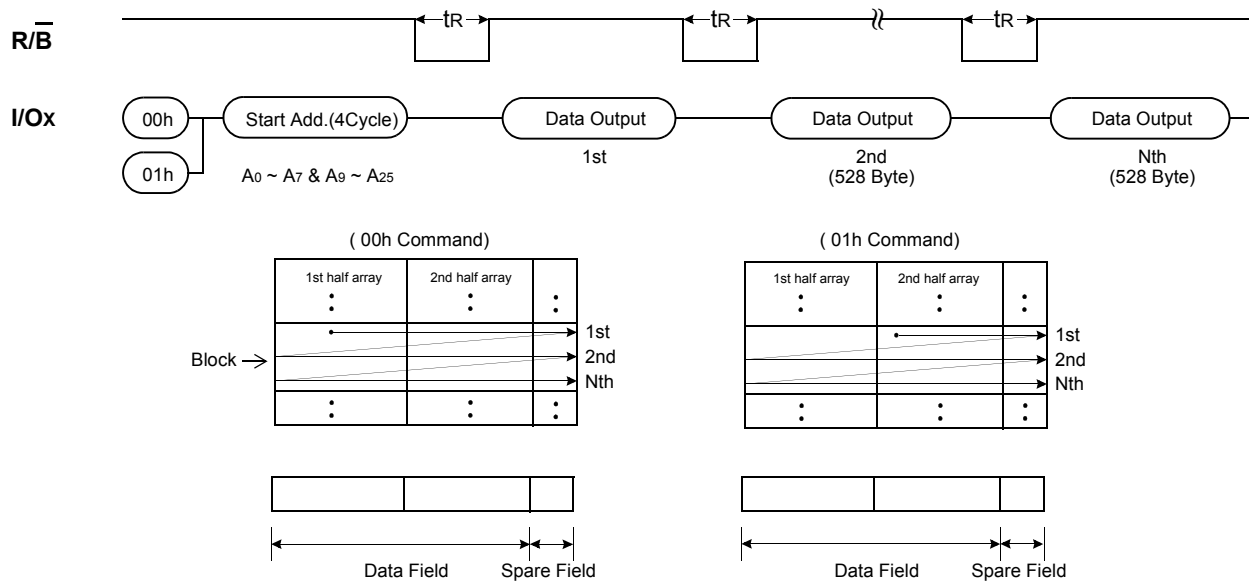 R/B tR tR tR
I/Ox 00h Start Add.(4Cycle) Data Output Data Output Data Output
01h A0 ~ A7 & A9 ~ A25 1st 2nd Nth
(528 Byte) (528 Byte)
( 00h Command) ( 01h Command)
1st half array 2nd half array 1st half array 2nd half array
1st 1st
Block 2nd 2nd
Nth Nth
Data Field Spare Field Data Field Spare Field